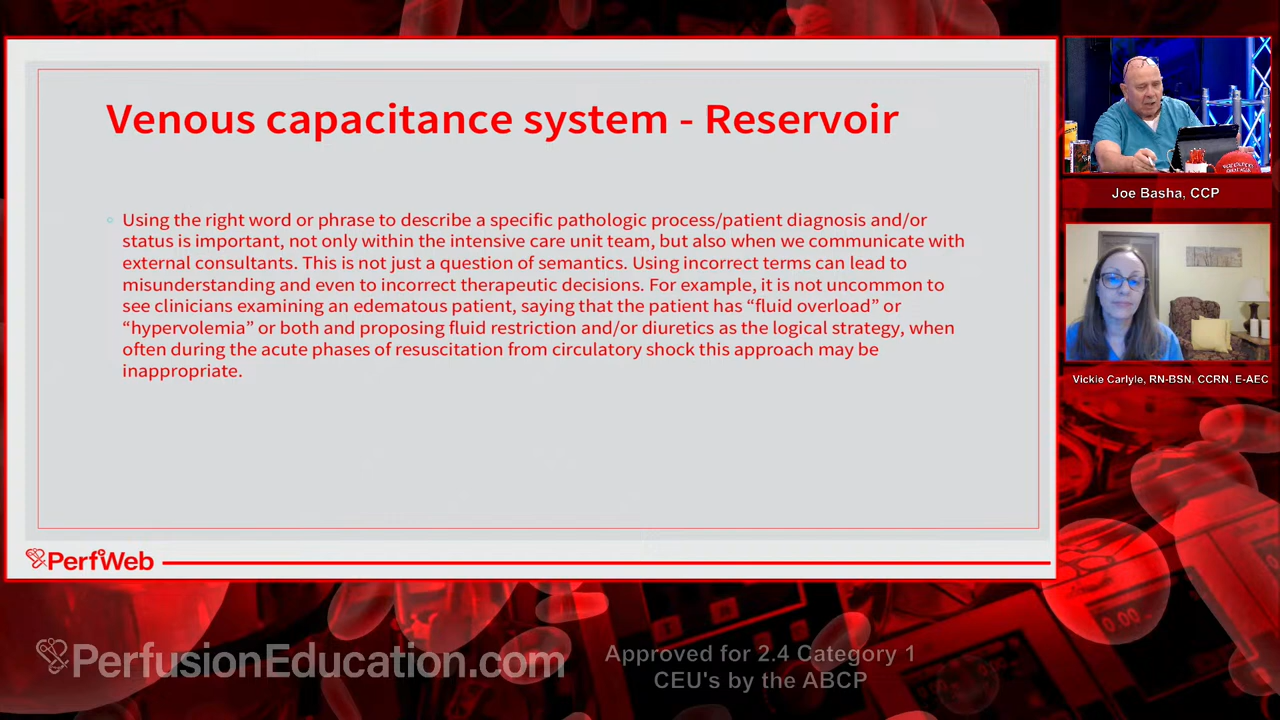 Venous capacitance system - Reservoir
Using the right word or phrase to describe a specific pathologic process/patient diagnosis and/or
status is important, not only within the intensive care unit team, but also when we communicate with
external consultants. This is not just a question of semantics. Using incorrect terms can lead to
misunderstanding and even to incorrect therapeutic decisions. For example, it is not uncommon to
see clinicians examining an edematous patient, saying that the patient has “fluid overload” or
“hypervolemia” or both and proposing fluid restriction and/or diuretics as the logical strategy, when
often during the acute phases of resuscitation from circulatory shock this approach may be
inappropriate.
PerfWeb
Joe Basha, CCP
Vickie Carlyle, RN-BSN, CCRN, E-AEC
PerfusionEducation.com
Approved for 2.4 Category 1
CEU's by the ABCP
0.00